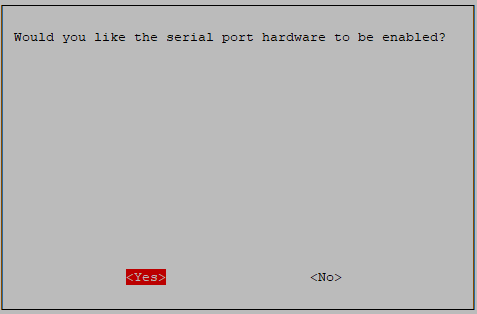 Would you like the serial port hardware to be enabled?
<Yes> <No>